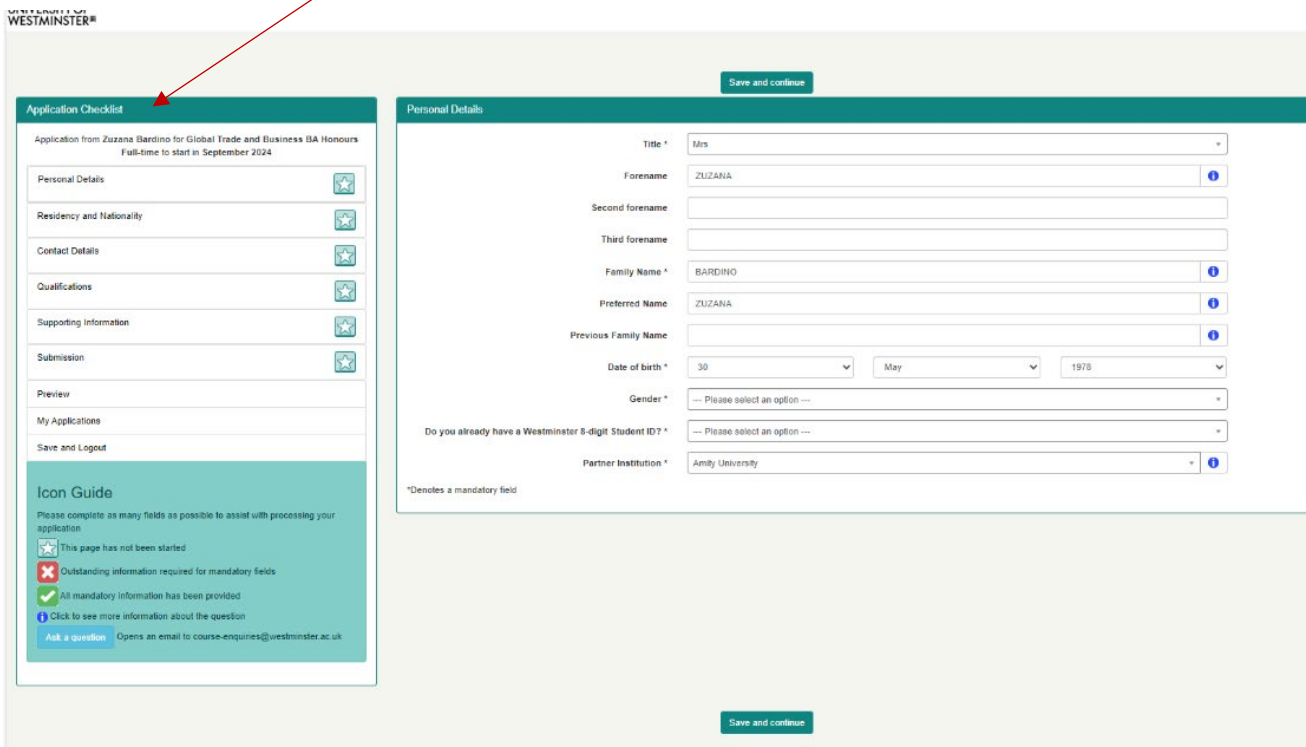 WESTMINSTER
Save and continue
Application Checklist
Application from Zuzana Bardino for Global Trade and Business BA Honours
Full-time to start in September 2024
Personal Details
Residency and Nationality
Contact Details
Qualifications
Supporting Information
Submission
Preview
My Applications
Save and Logout
Icon Guide
Please complete as many fields as possible to assist with processing your
application
This page has not been started
Outstanding information required for mandatory fields
All mandatory information has been provided
Click to see more information about the question
Ask a question Opens an email to course-enquiries@westminster.ac.uk
Personal Details
Title * Mrs
Forename ZUZANA
Second forename
Third forename
Family Name * BARDINO
Preferred Name ZUZANA
Previous Family Name
Date of birth * 30 May 1978
Gender * --- Please select an option ---
Do you already have a Westminster 8-digit Student ID? * --- Please select an option ---
Partner Institution * Amity University
*Denotes a mandatory field
Save and continue